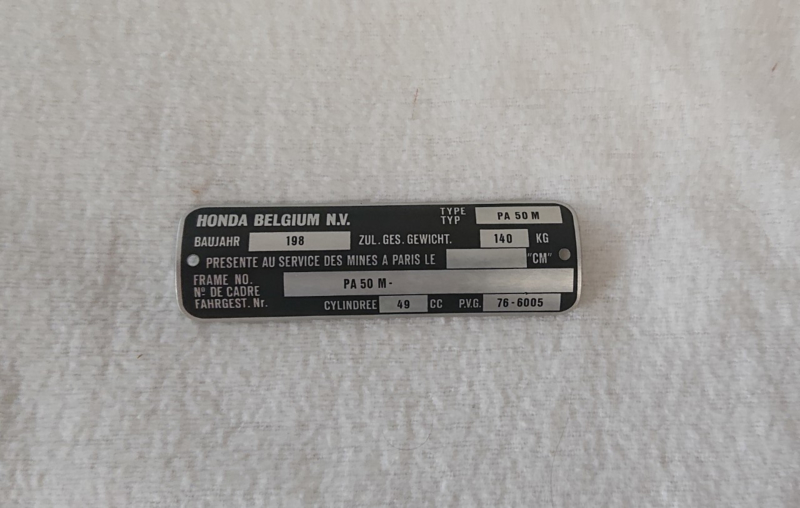 HONDA BELGIUM N.V. TYPE TYP PA 50 M
BAUJAHR 198 ZUL. GES. GEWICHT. 140 KG
PRESENTE AU SERVICE DES MINES A PARIS LE "CM"
FRAME NO.
Nº DE CADRE PA 50 M-
FAHRGEST. Nr. CYLINDREE 49 CC P.V.G. 76-6005